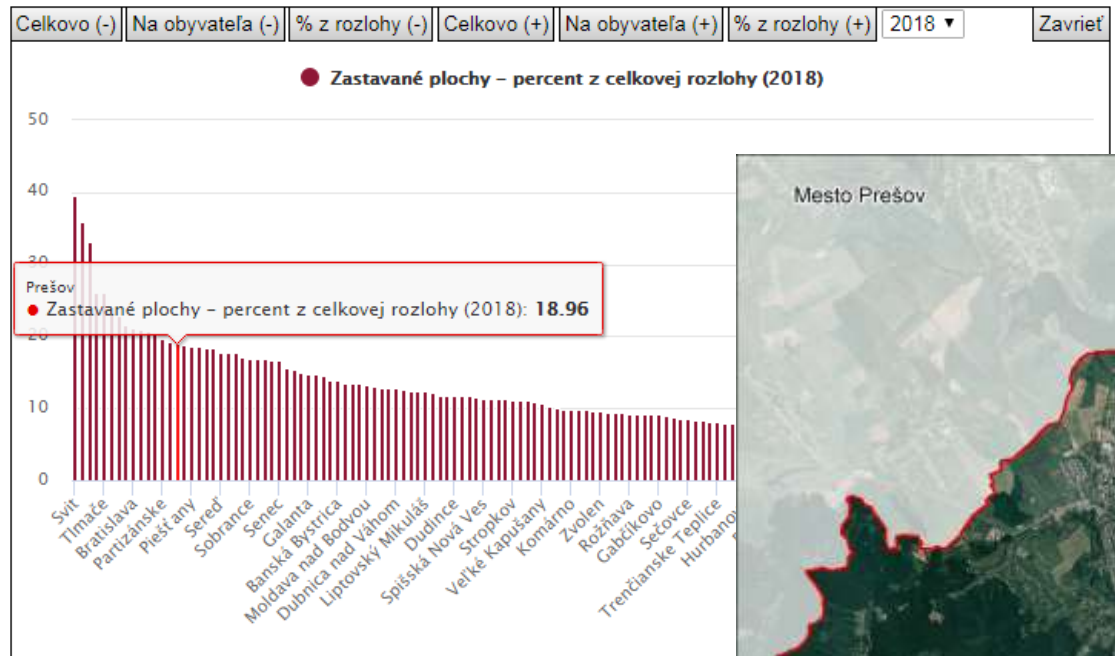 Celkovo (-) Na obyvateľa (-) % z rozlohy (-) Celkovo (+) Na obyvateľa (+) % z rozlohy (+) 2018 Zavrieť
Zastavané plochy – percent z celkovej rozlohy (2018)
50
40
30
20
10
0
Prešov
Zastavané plochy – percent z celkovej rozlohy (2018): 18.96
Svit
Tlmače
Bratislava
Partizánske
Piešťany
Sereď
Sobrance
Senec
Galanta
Banská Bystrica
Moldava nad Bodvou
Dubnica nad Váhom
Liptovský Mikuláš
Dudince
Spišská Nová Ves
Stropkov
Veľké Kapušany
Komárno
Zvolen
Rožňava
Gabčíkovo
Sečovce
Trenčianske Teplice
Mesto Prešov